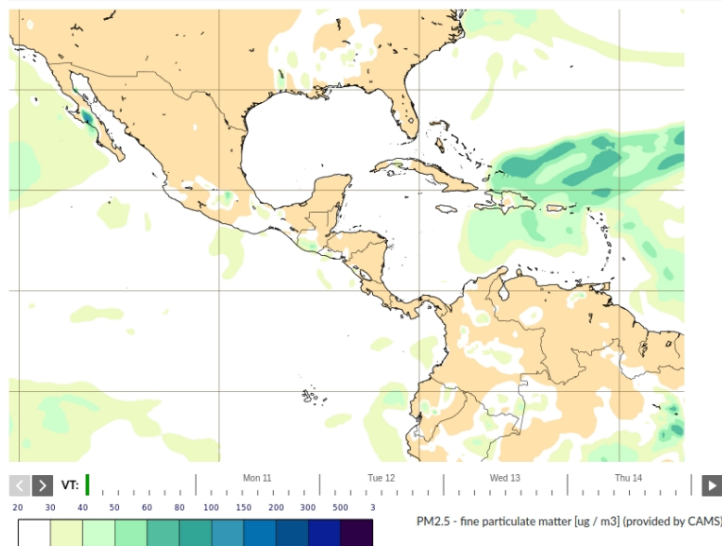 VT:
Mon 11 Tue 12 Wed 13 Thu 14
20 30 40 50 60 80 100 150 200 300 500 3
PM2.5 - fine particulate matter [ug / m3] (provided by CAMS)